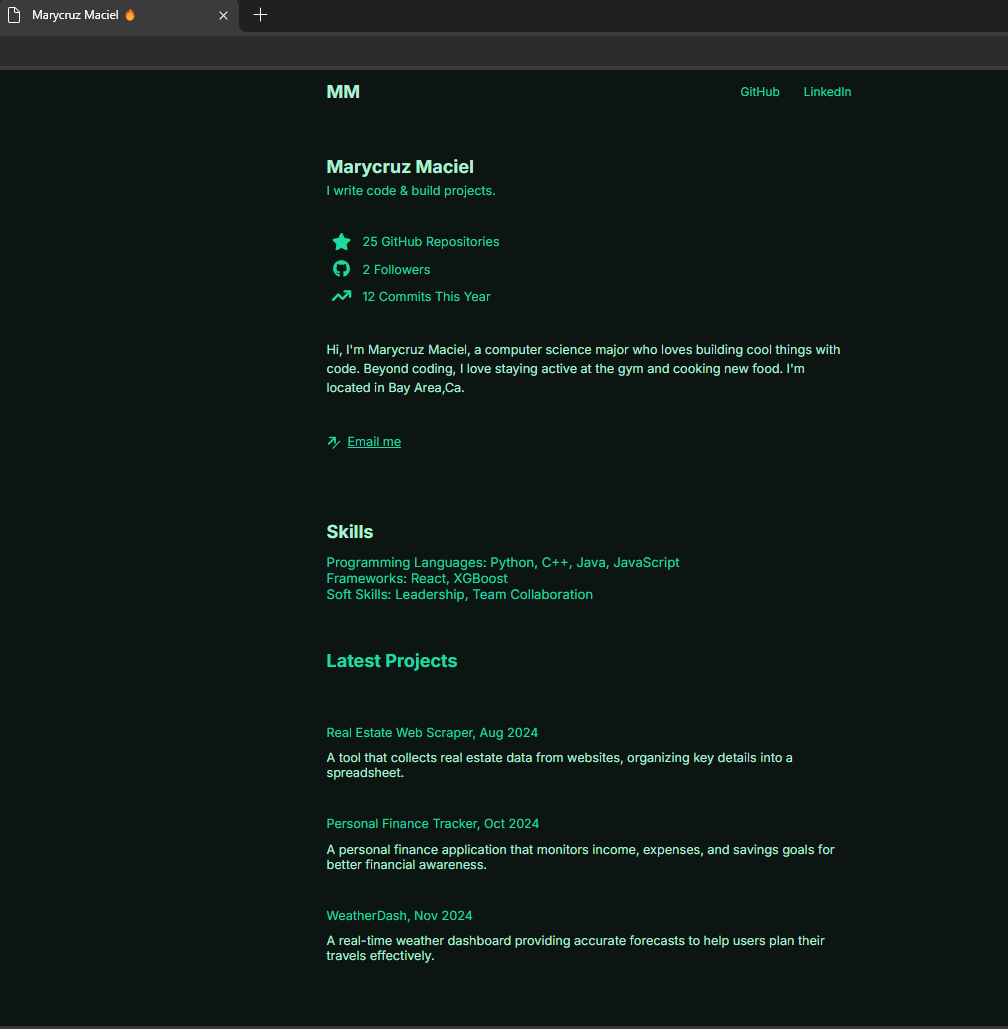 Marycruz Maciel 🔥
MM
GitHub LinkedIn
Marycruz Maciel
I write code & build projects.
25 GitHub Repositories
2 Followers
12 Commits This Year
Hi, I'm Marycruz Maciel, a computer science major who loves building cool things with
code. Beyond coding, I love staying active at the gym and cooking new food. I'm
located in Bay Area,Ca.
Email me
Skills
Programming Languages: Python, C++, Java, JavaScript
Frameworks: React, XGBoost
Soft Skills: Leadership, Team Collaboration
Latest Projects
Real Estate Web Scraper, Aug 2024
A tool that collects real estate data from websites, organizing key details into a
spreadsheet.
Personal Finance Tracker, Oct 2024
A personal finance application that monitors income, expenses, and savings goals for
better financial awareness.
WeatherDash, Nov 2024
A real-time weather dashboard providing accurate forecasts to help users plan their
travels effectively.